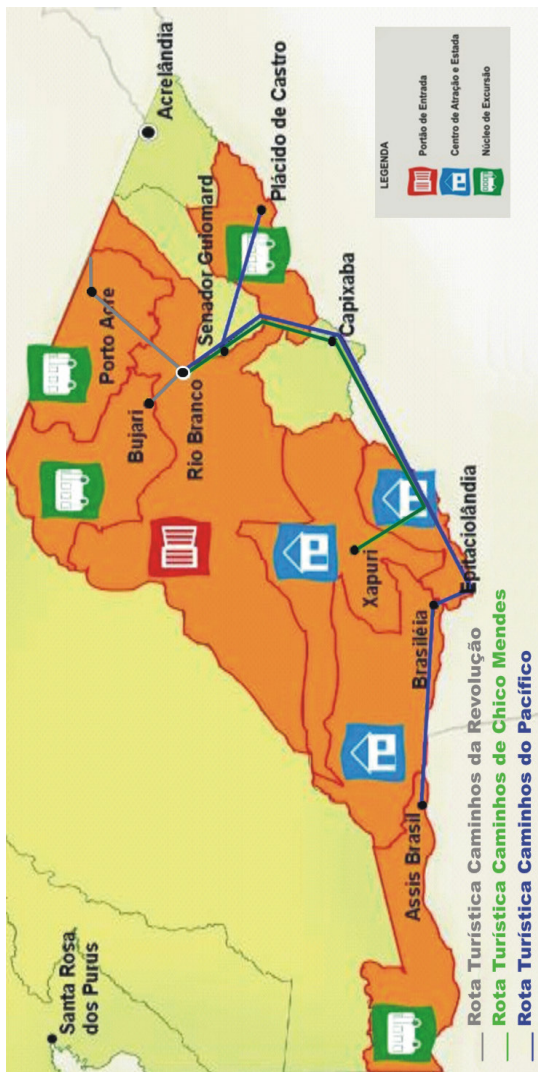 Santa Rosa
dos Purus
Acrelândia
Porto Acre
Bujari
Rio Branco
Senador Guiomard
Plácido de Castro
Capixaba
Xapuri
Epitaciolândia
Brasiléia
Assis Brasil
LEGENDA
Portão de Entrada
Centro de Atração e Estada
Núcleo de Excursão
Rota Turística Caminhos da Revolução
Rota Turística Caminhos de Chico Mendes
Rota Turística Caminhos do Pacífico